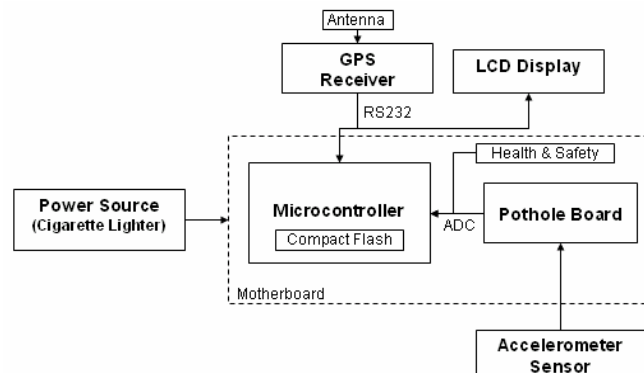 Antenna
GPS
Receiver
LCD Display
RS232
Health & Safety
Power Source
(Cigarette Lighter)
Microcontroller
Compact Flash
ADC
Pothole Board
Motherboard
Accelerometer
Sensor